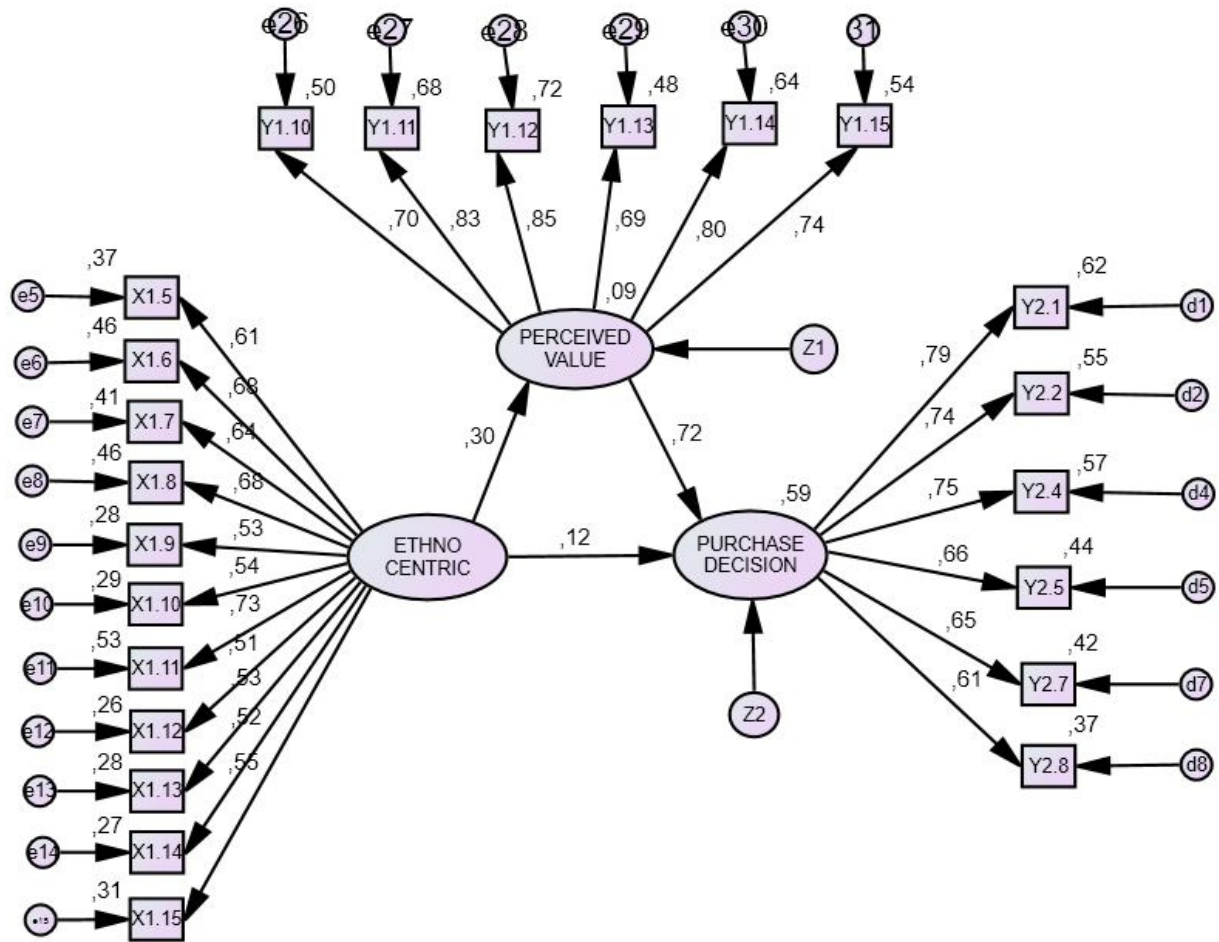 e26
e27
e28
e29
e30
31
,50
,68
,72
,48
,64
,54
Y1.10
Y1.11
Y1.12
Y1.13
Y1.14
Y1.15
,70
,83
,85
,69
,80
,74
,09
PERCEIVED
VALUE
Z1
,37
e5
X1.5
,61
,46
e6
X1.6
,68
,41
e7
X1.7
,64
,46
e8
X1.8
,68
,28
e9
X1.9
,53
,29
e10
X1.10
,54
,53
e11
X1.11
,73
,26
e12
X1.12
,51
,28
e13
X1.13
,53
,27
e14
X1.14
,52
,31
e15
X1.15
,55
ETHNO
CENTRIC
,30
,12
,72
,59
PURCHASE
DECISION
Z2
,79
,62
Y2.1
d1
,74
,55
Y2.2
d2
,75
,57
Y2.4
d4
,66
,44
Y2.5
d5
,65
,42
Y2.7
d7
,61
,37
Y2.8
d8